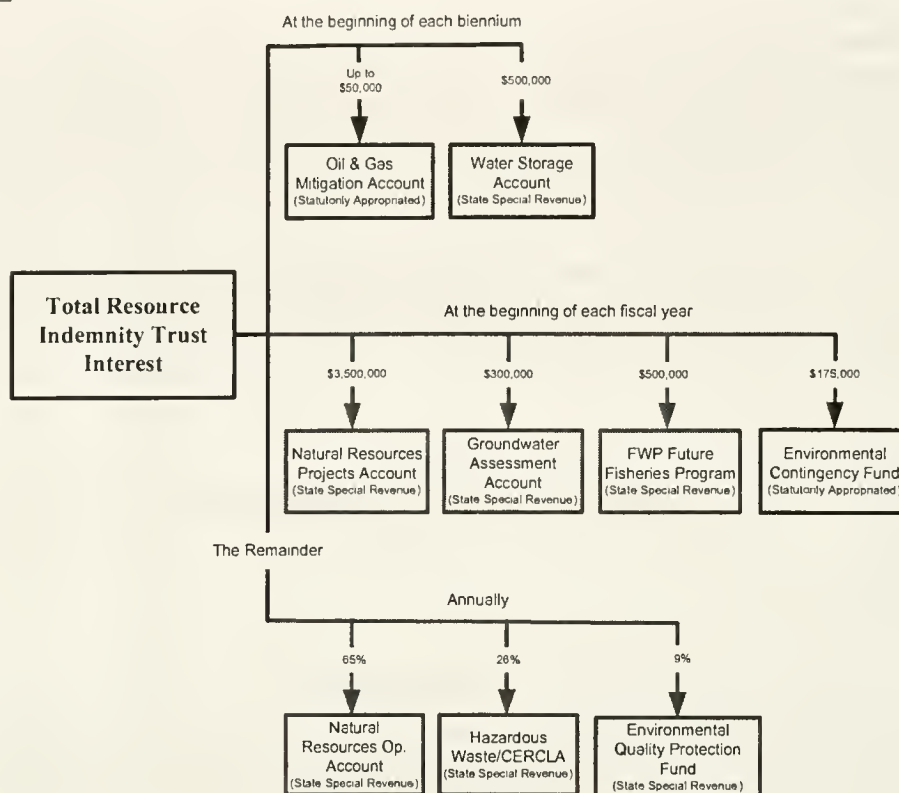 At the beginning of each biennium
Up to
$50,000
$500,000
Oil & Gas
Mitigation Account
(Statutorily Appropriated)
Water Storage
Account
(State Special Revenue)
Total Resource
Indemnity Trust
Interest
At the beginning of each fiscal year
$3,500,000
$300,000
$500,000
$175,000
Natural Resources
Projects Account
(State Special Revenue)
Groundwater
Assessment
Account
(State Special Revenue)
FWP Future
Fisheries Program
(State Special Revenue)
Environmental
Contingency Fund
(Statutorily Appropriated)
The Remainder
Annually
65%
26%
9%
Natural
Resources Op.
Account
(State Special Revenue)
Hazardous
Waste/CERCLA
(State Special Revenue)
Environmental
Quality Protection
Fund
(State Special Revenue)